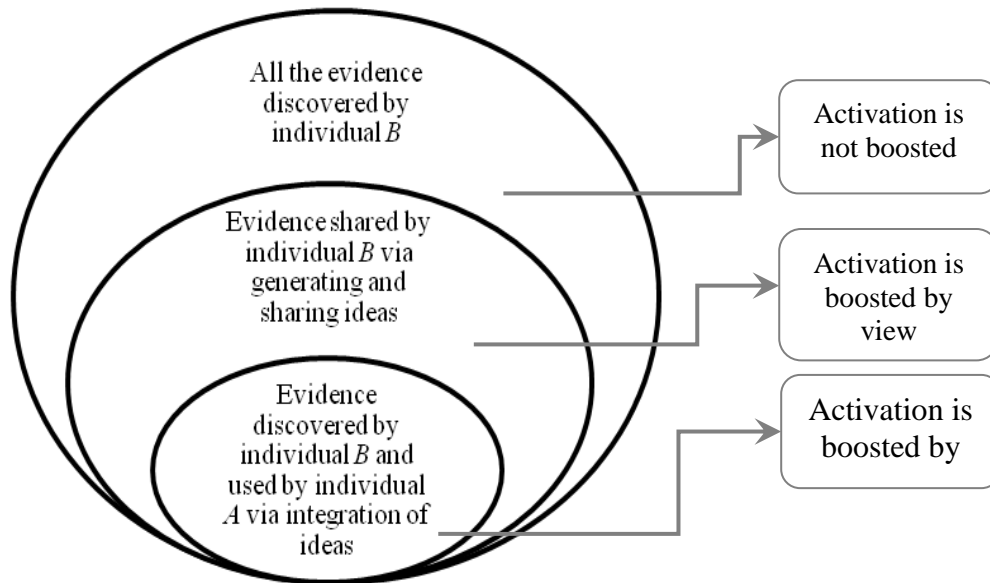 All the evidence
discovered by
individual B
Activation is
not boosted
Evidence shared by
individual B via
generating and
sharing ideas
Activation is
boosted by
view
Evidence
discovered by
individual B and
used by individual
A via integration of
ideas
Activation is
boosted by